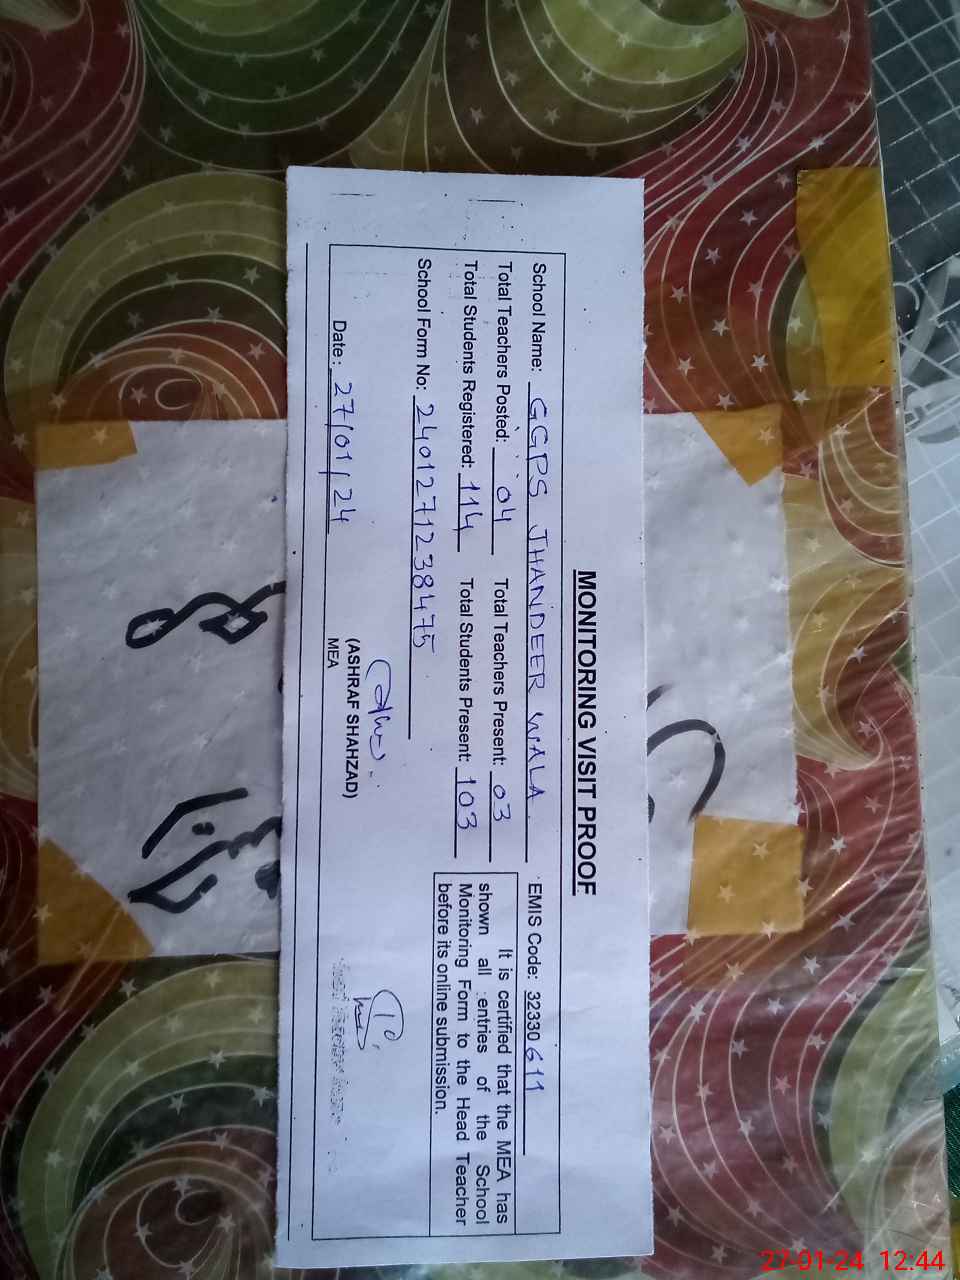 MONITORING VISIT PROOF
School Name: GGPS JHANDEER WALA EMIS Code: 32330611
Total Teachers Posted: 04 Total Teachers Present: 03
Total Students Registered: 114 Total Students Present: 103
School Form No: 2401271238475
It is certified that the MEA has
shown all entries of the School
Monitoring Form to the Head Teacher
before its online submission.
(ASHRAF SHAHZAD)
Date: 27/01/24 MEA
27-01-24 12:44